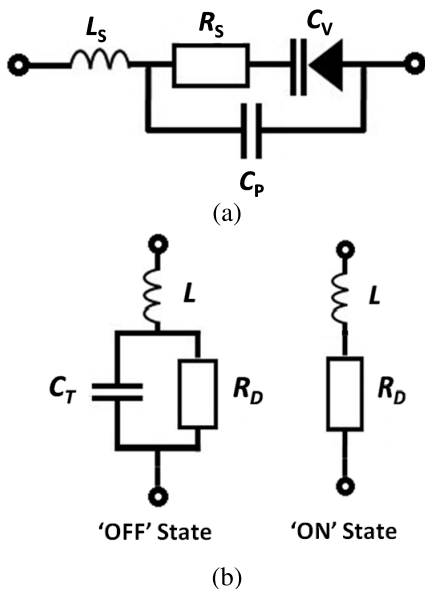 LS RS CV
CP
(a)
L L
CT RD RD
'OFF' State 'ON' State
(b)